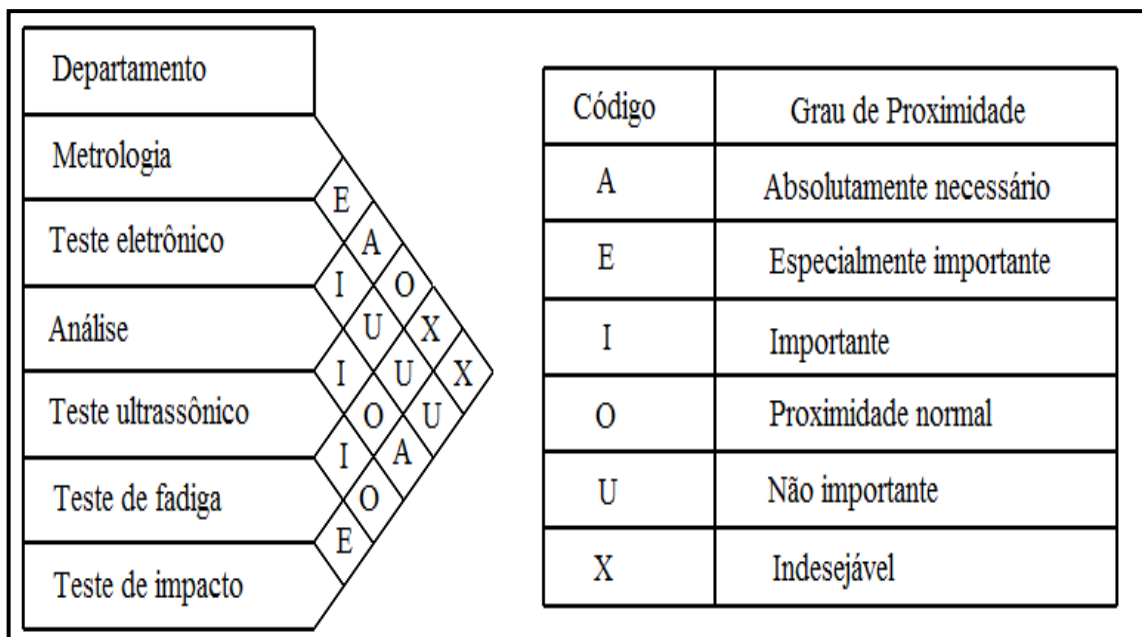 Departamento
Metrologia
Teste eletrônico
Análise
Teste ultrassônico
Teste de fadiga
Teste de impacto
E
A
I O
U X
I U X
O U
I A
O
E
Código Grau de Proximidade
A Absolutamente necessário
E Especialmente importante
I Importante
O Proximidade normal
U Não importante
X Indesejável